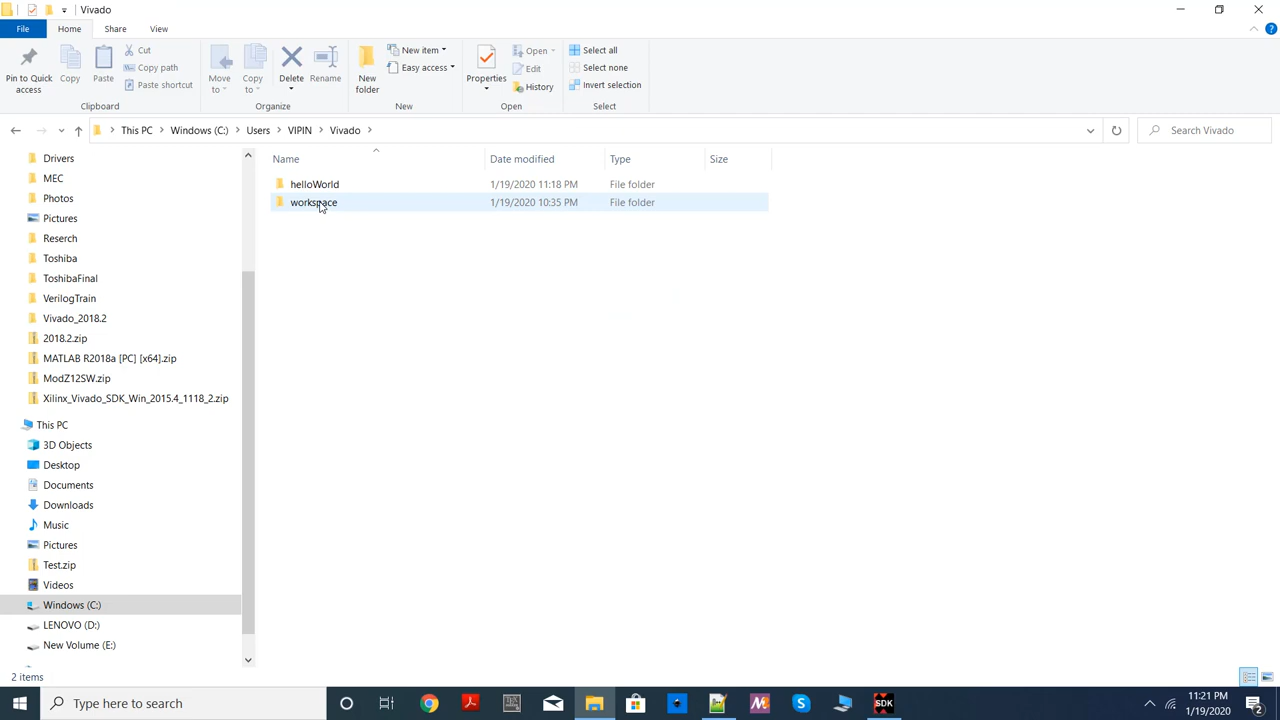 Vivado
File Home Share View
Pin to Quick access
Copy
Paste
Cut
Copy path
Paste shortcut
Clipboard
Move to
Copy to
Delete
Rename
Organize
New folder
New item
Easy access
New
Properties
Open
Edit
History
Open
Select all
Select none
Invert selection
Select
This PC Windows (C:) Users VIPIN Vivado
Search Vivado
Name Date modified Type Size
helloWorld 1/19/2020 11:18 PM File folder
workspace 1/19/2020 10:35 PM File folder
Drivers
MEC
Photos
Pictures
Reserch
Toshiba
ToshibaFinal
VerilogTrain
Vivado_2018.2
2018.2.zip
MATLAB R2018a [PC] [x64].zip
ModZ12SW.zip
Xilinx_Vivado_SDK_Win_2015.4_1118_2.zip
This PC
3D Objects
Desktop
Documents
Downloads
Music
Pictures
Test.zip
Videos
Windows (C:)
LENOVO (D:)
New Volume (E:)
2 items
Type here to search
SDK
11:21 PM
1/19/2020
2